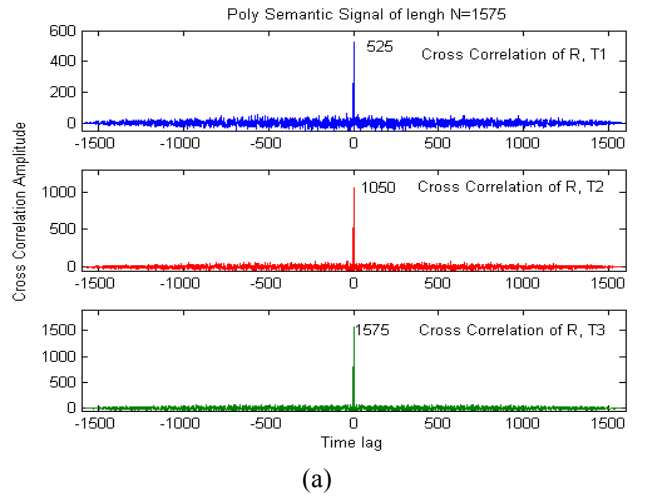 Poly Semantic Signal of lengh N=1575
600
400
200
0
525
Cross Correlation of R, T1
-1500 -1000 -500 0 500 1000 1500
Cross Correlation Amplitude
1000
500
0
1050
Cross Correlation of R, T2
-1500 -1000 -500 0 500 1000 1500
1500
1000
500
0
1575
Cross Correlation of R, T3
-1500 -1000 -500 0 500 1000 1500
Time lag
(a)